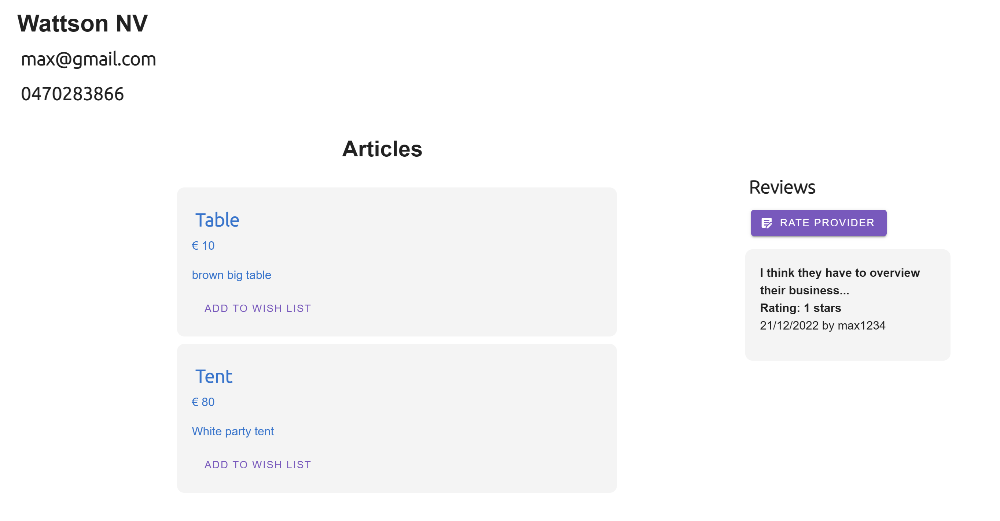 Wattson NV
max@gmail.com
0470283866
Articles
Table
€ 10
brown big table
ADD TO WISH LIST
Tent
€ 80
White party tent
ADD TO WISH LIST
Reviews
RATE PROVIDER
I think they have to overview
their business...
Rating: 1 stars
21/12/2022 by max1234